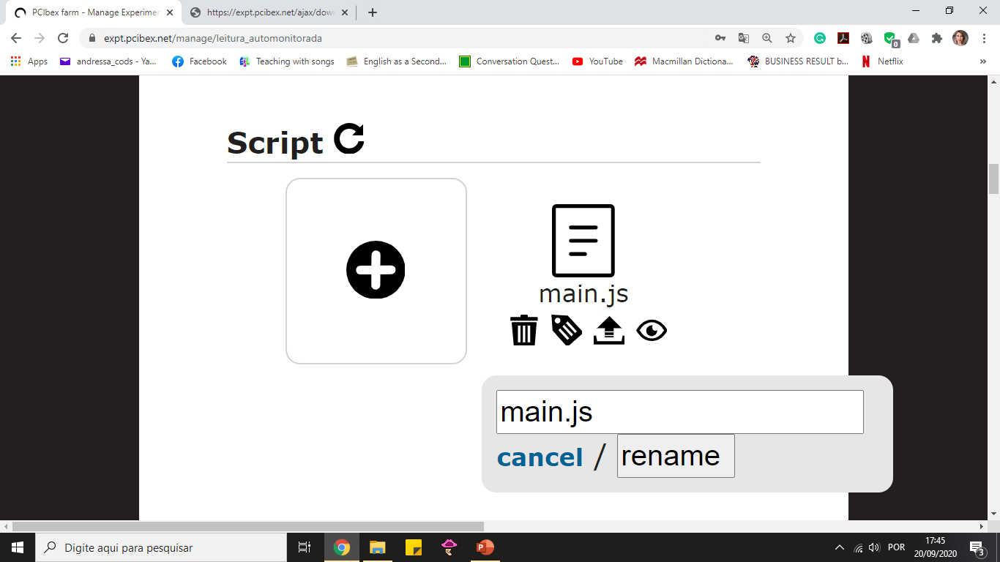 PCIbex farm - Manage Experimen
https://expt.pcibex.net/ajax/dow
expt.pcibex.net/manage/leitura_automonitorada
0
Apps
andressa_cods - Ya...
Facebook
Teaching with songs
English as a Second...
Conversation Quest...
YouTube
Macmillan Dictiona...
BUSINESS RESULT b...
Netflix
Script
main.js
main.js
cancel / rename
Digite aqui para pesquisar
POR
17:45
20/09/2020
3